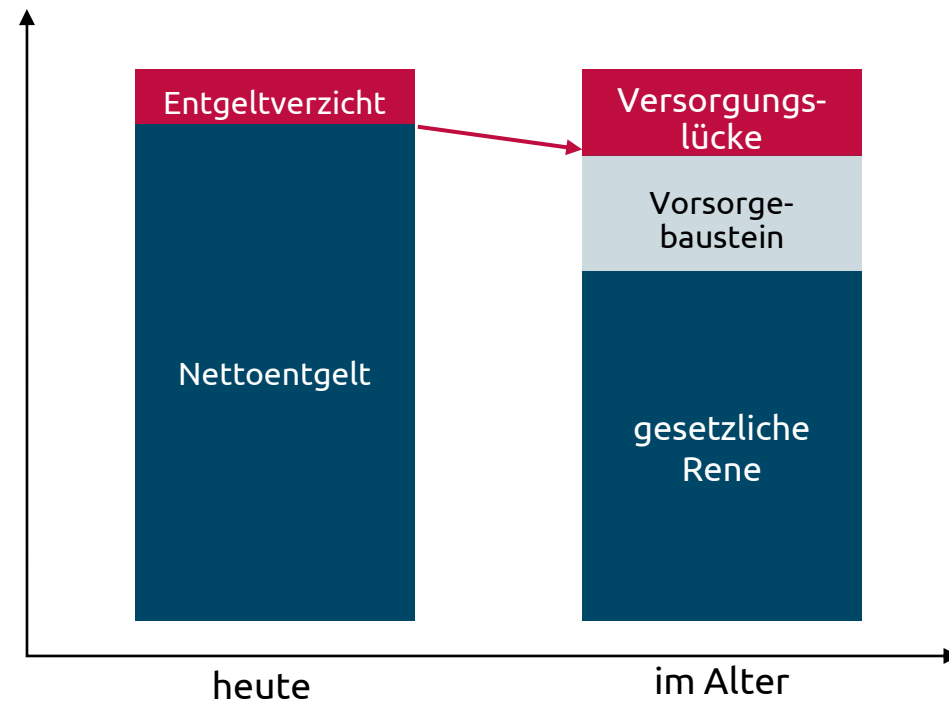 Entgeltverzicht
Nettoentgelt
Versorgungs-
lücke
Vorsorge-
baustein
gesetzliche
Rene
heute
im Alter